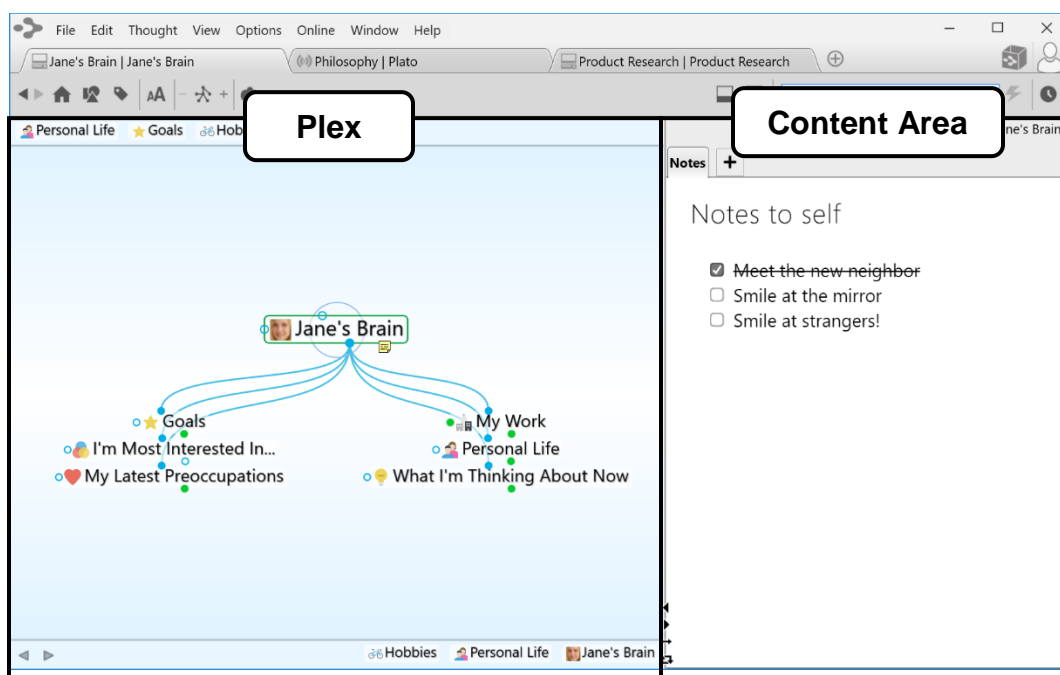 File Edit Thought View Options Online Window Help
Jane's Brain | Jane's Brain
Philosophy | Plato
Product Research | Product Research
AA
Plex
Content Area
Personal Life Goals Hob
ne's Brain
Notes
Notes to self
Meet the new neighbor
Smile at the mirror
Smile at strangers!
Jane's Brain
Goals
My Work
I'm Most Interested In...
Personal Life
My Latest Preoccupations
What I'm Thinking About Now
Hobbies Personal Life Jane's Brain